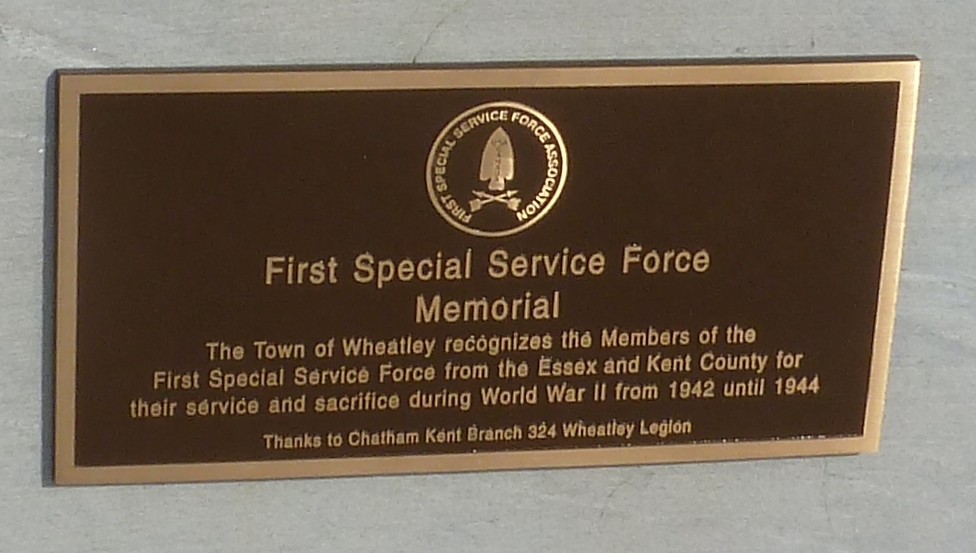 FIRST SPECIAL SERVICE FORCE ASSOCIATION
First Special Service Force
Memorial
The Town of Wheatley recognizes the Members of the
First Special Service Force from the Essex and Kent County for
their service and sacrifice during World War II from 1942 until 1944
Thanks to Chatham Kent Branch 324 Wheatley Legion